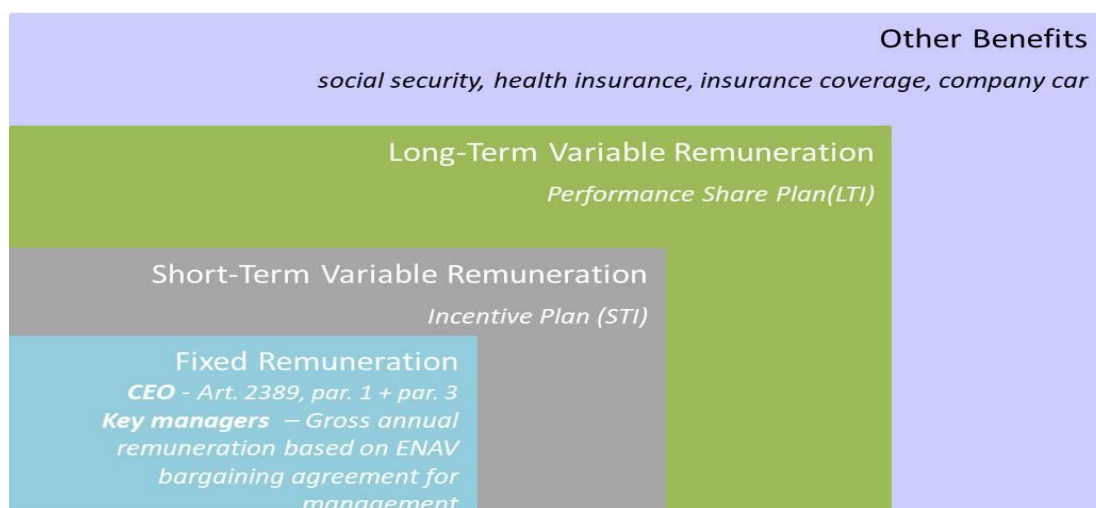 Other Benefits
social security, health insurance, insurance coverage, company car
Long-Term Variable Remuneration
Performance Share Plan(LTI)
Short-Term Variable Remuneration
Incentive Plan (STI)
Fixed Remuneration
CEO - Art. 2389, par. 1 + par. 3
Key managers – Gross annual
remuneration based on ENAV
bargaining agreement for
management